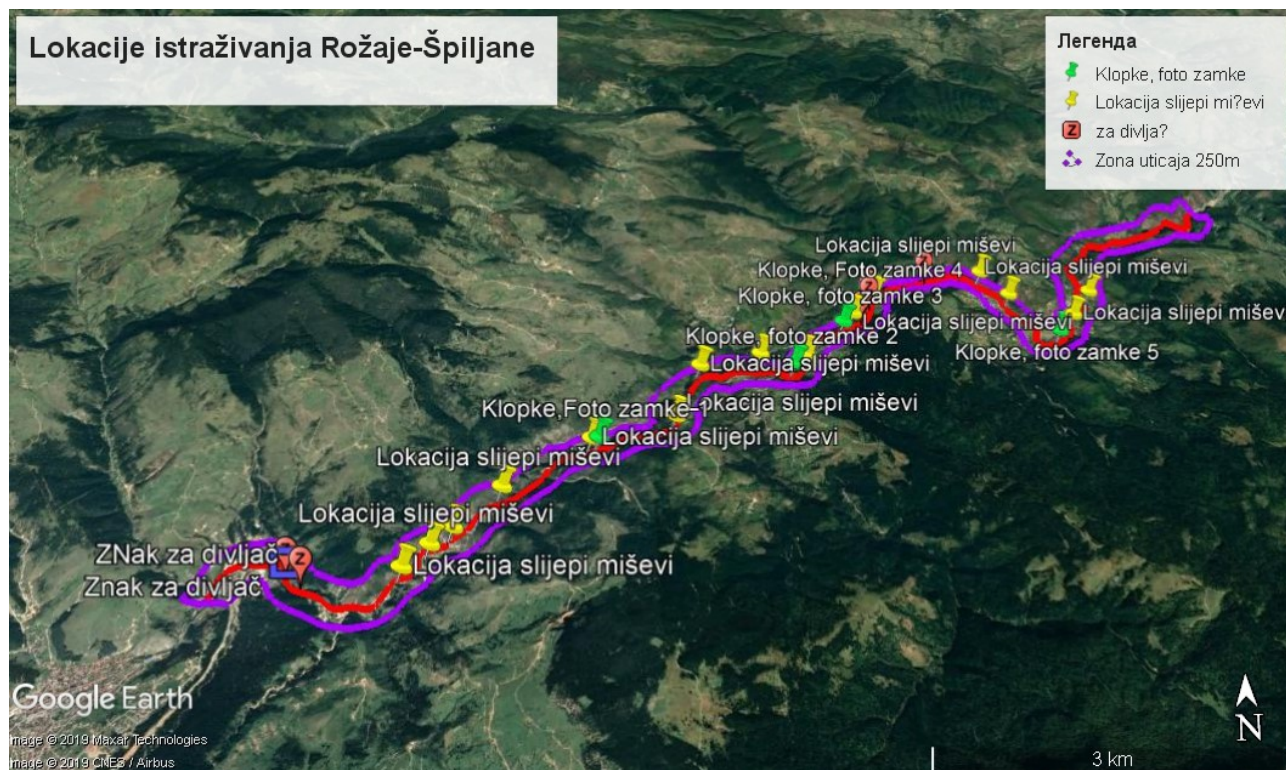 Lokacije istraživanja Rožaje-Špiljane
Легенда
Klopke, foto zamke
Lokacija slijepi mi?evi
za divlja?
Zona uticaja 250m
Lokacija slijepi miševi
Klopke, Foto zamke 4
Lokacija slijepi miševi
Klopke, foto zamke 3
Lokacija slijepi miševi
Lokacija slijepi miševi
Klopke, foto zamke 2
Klopke, foto zamke 5
Lokacija slijepi miševi
Lokacija slijepi miševi
Klopke,Foto zamke 1
Lokacija slijepi miševi
Lokacija slijepi miševi
Lokacija slijepi miševi
ZNak za divljač
Lokacija slijepi miševi
Znak za divljač
Google Earth
Image © 2019 Maxar Technologies
Image © 2019 CNES / Airbus
N
3 km